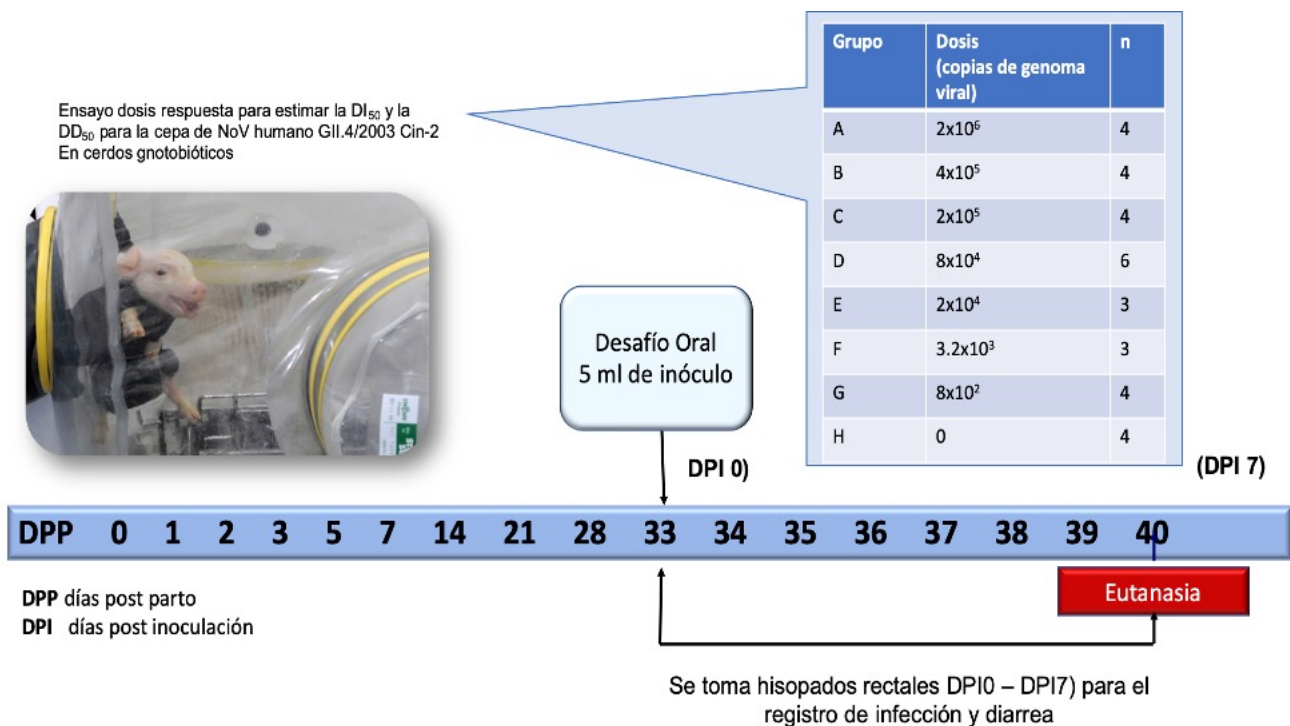 Ensayo dosis respuesta para estimar la DI₅₀ y la
DD₅₀ para la cepa de NoV humano GII.4/2003 Cin-2
En cerdos gnotobióticos
Grupo Dosis (copias de genoma viral) n
A 2x10⁶ 4
B 4x10⁵ 4
C 2x10⁵ 4
D 8x10⁴ 6
E 2x10⁴ 3
F 3.2x10³ 3
G 8x10² 4
H 0 4
Desafío Oral
5 ml de inóculo
DPI 0)
(DPI 7)
DPP 0 1 2 3 5 7 14 21 28 33 34 35 36 37 38 39 40
Eutanasia
DPP días post parto
DPI días post inoculación
Se toma hisopados rectales DPI0 – DPI7) para el
registro de infección y diarrea